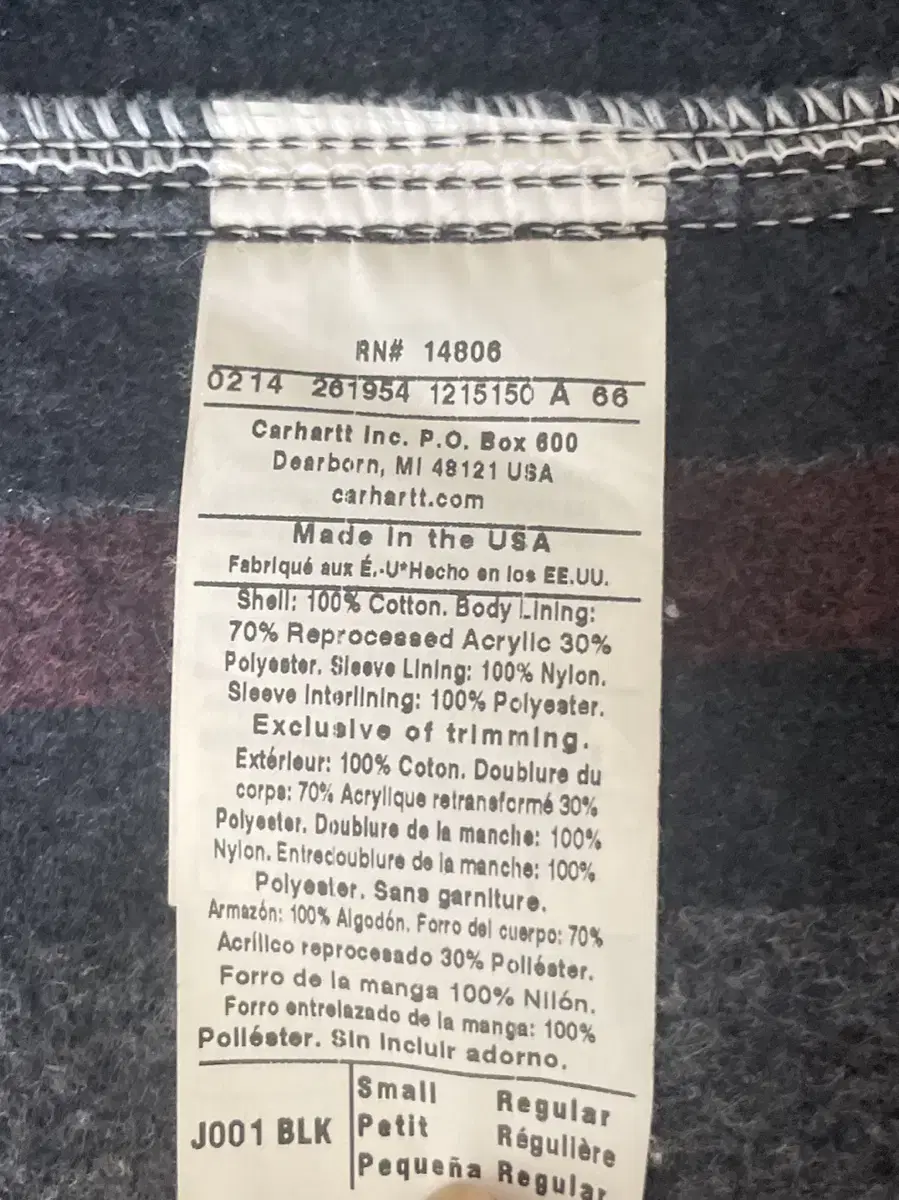 RN# 14806
0214 261954 1215150 A 66
Carhartt Inc. P.O. Box 600
Dearborn, MI 48121 USA
carhartt.com
Made in the USA
Fabriqué aux É.-U*Hecho en los EE.UU.
Shell: 100% Cotton. Body Lining:
70% Reprocessed Acrylic 30%
Polyester. Sleeve Lining: 100% Nylon.
Sleeve Interlining: 100% Polyester.
Exclusive of trimming.
Extérieur: 100% Coton. Doublure du
corps: 70% Acrylique retransformé 30%
Polyester. Doublure de la manche: 100%
Nylon. Entredoublure de la manche: 100%
Polyester. Sans garniture.
Armazón: 100% Algodón. Forro del cuerpo: 70%
Acrílico reprocesado 30% Poliéster.
Forro de la manga 100% Nilón.
Forro entrelazado de la manga: 100%
Poliéster. Sin incluir adorno.
J001 BLK
Small Regular
Petit Régulière
Pequeña Regular